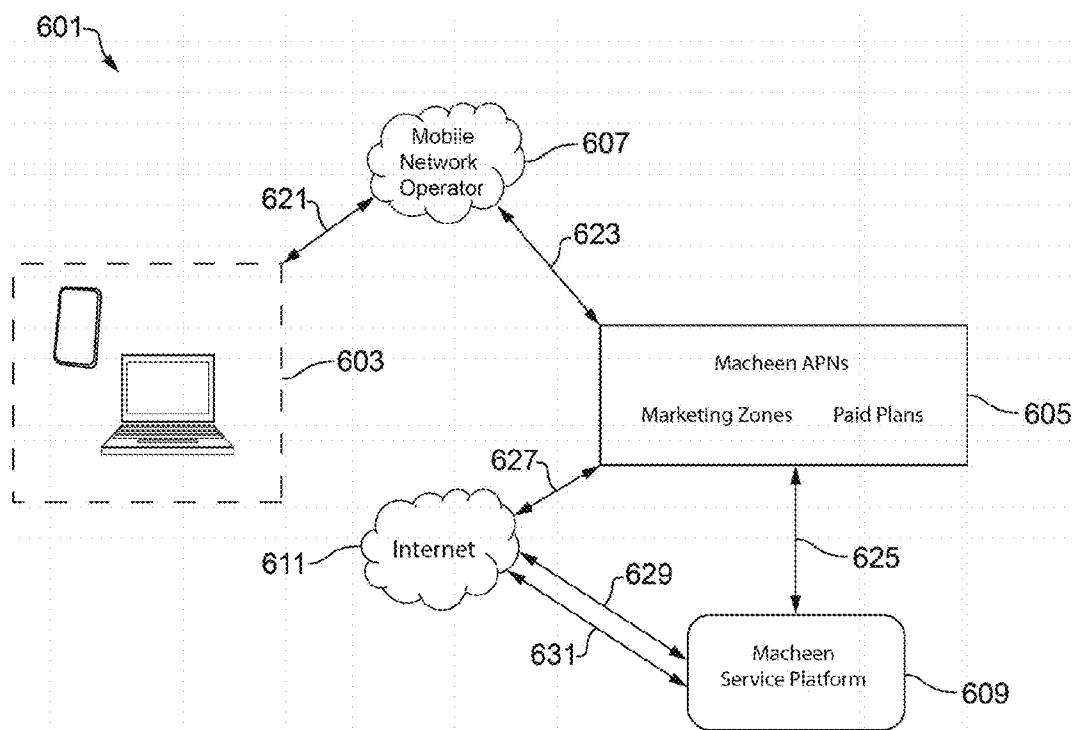 601
Mobile
Network
Operator
607
621
623
603
Macheen APNs
Marketing Zones Paid Plans
605
627
611
Internet
629
625
631
Macheen
Service Platform
609